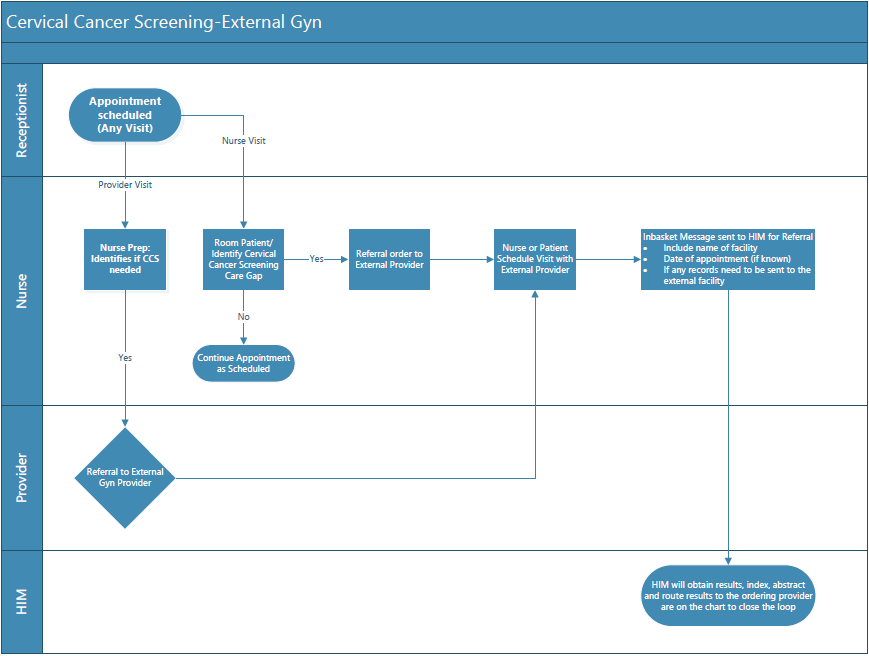 Cervical Cancer Screening-External Gyn
Receptionist
Appointment
scheduled
(Any Visit)
Nurse Visit
Provider Visit
Nurse
Nurse Prep:
Identifies if CCS
needed
Room Patient/
Identify Cervical
Cancer Screening
Care Gap
Yes
Referral order to
External Provider
Nurse or Patient
Schedule Visit with
External Provider
Inbasket Message sent to HIM for Referral
• Include name of facility
• Date of appointment (if known)
• If any records need to be sent to the
external facility
No
Continue Appointment
as Scheduled
Yes
Provider
Referral to External
Gyn Provider
HIM
HIM will obtain results, index, abstract
and route results to the ordering provider
are on the chart to close the loop